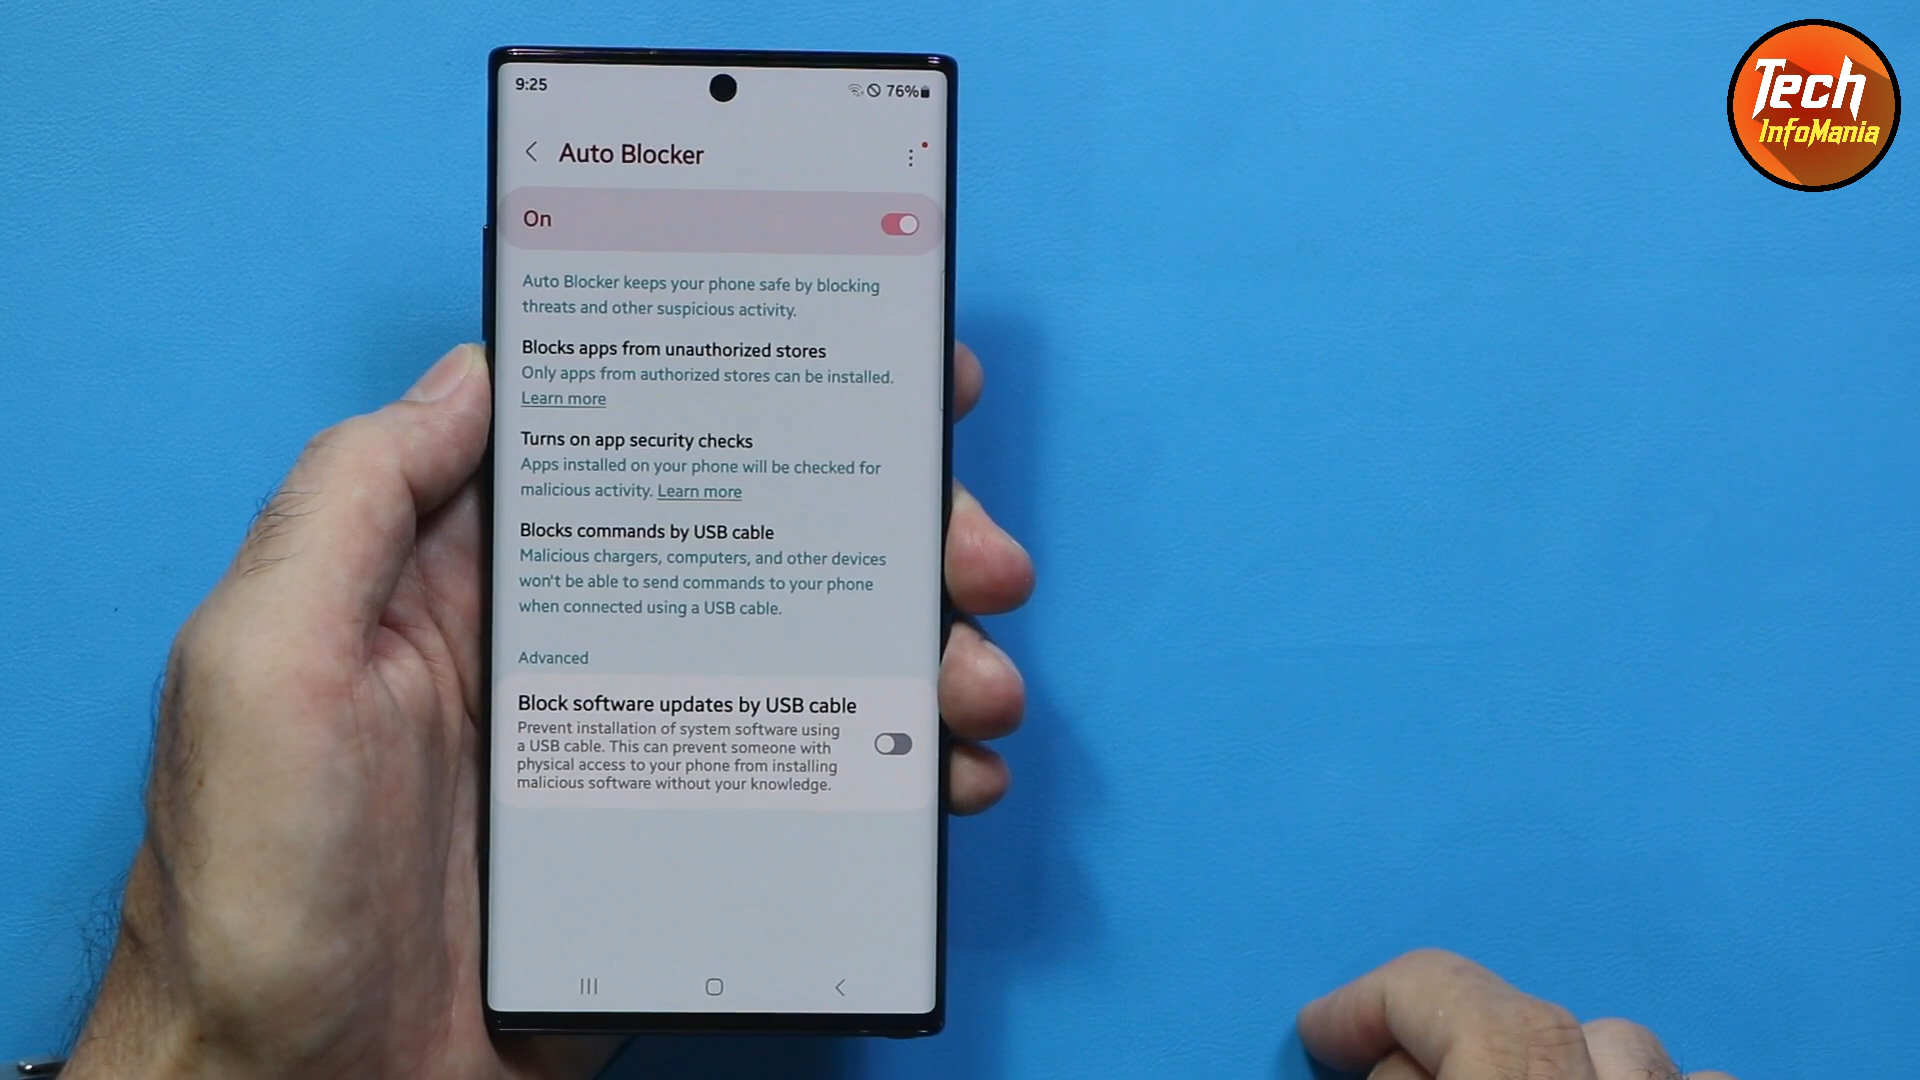 Tech
InfoMania
9:25
76%
Auto Blocker
On
Auto Blocker keeps your phone safe by blocking
threats and other suspicious activity.
Blocks apps from unauthorized stores
Only apps from authorized stores can be installed.
Learn more
Turns on app security checks
Apps installed on your phone will be checked for
malicious activity. Learn more
Blocks commands by USB cable
Malicious chargers, computers, and other devices
won't be able to send commands to your phone
when connected using a USB cable.
Advanced
Block software updates by USB cable
Prevent installation of system software using
a USB cable. This can prevent someone with
physical access to your phone from installing
malicious software without your knowledge.